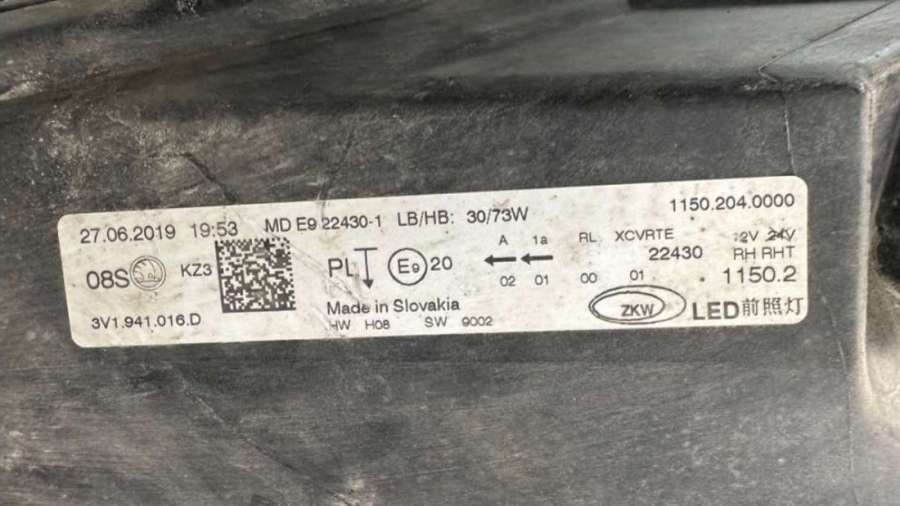 27.06.2019 19:53 MD E9 22430-1 LB/HB: 30/73W 1150.204.0000
08S KZ3 PL E9 20 A 1a RL XCVRTE 12V 24V
22430 RH RHT
02 01 00 01 1150.2
Made in Slovakia
3V1.941.016.D HW H08 SW 9002 ZKW LED前照灯